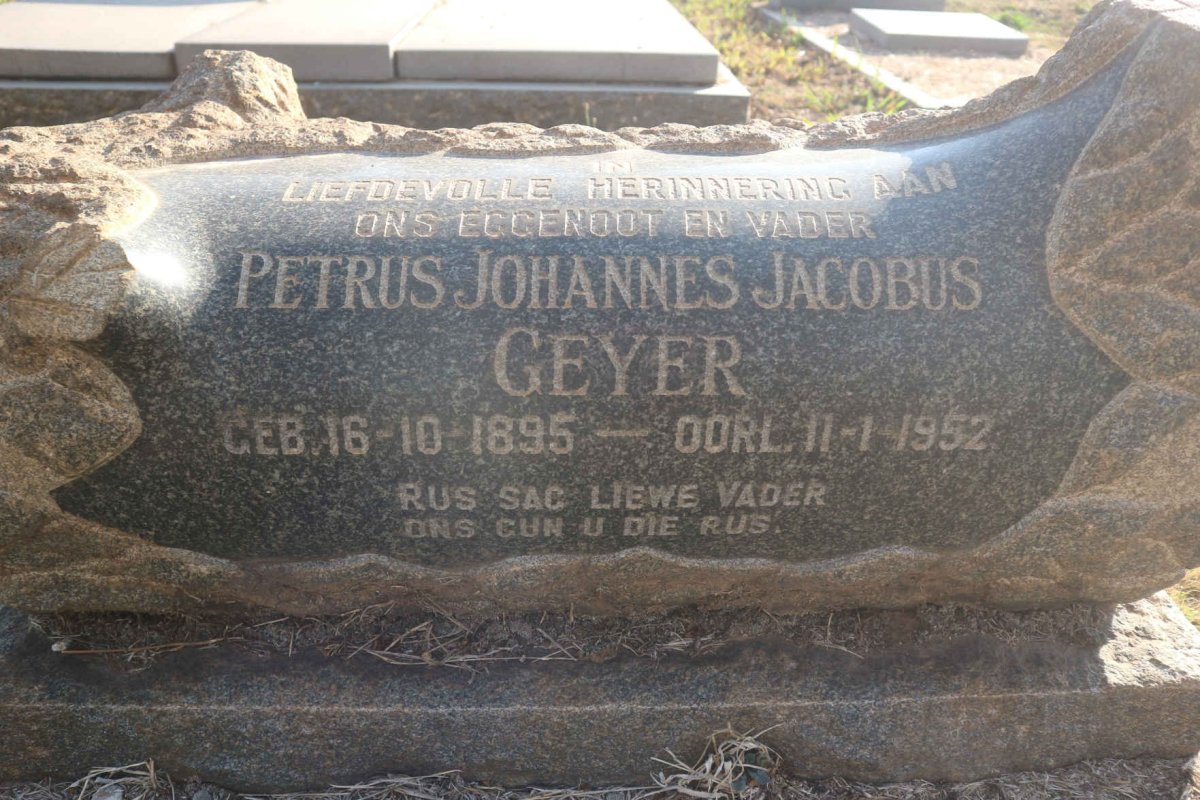 IN
LIEFDEVOLLE HERINNERING AAN
ONS EGGENOOT EN VADER
PETRUS JOHANNES JACOBUS
GEYER
GEB. 16-10-1895 — OORL. 11-1-1952
RUS SAG LIEWE VADER
ONS GUN U DIE RUS.